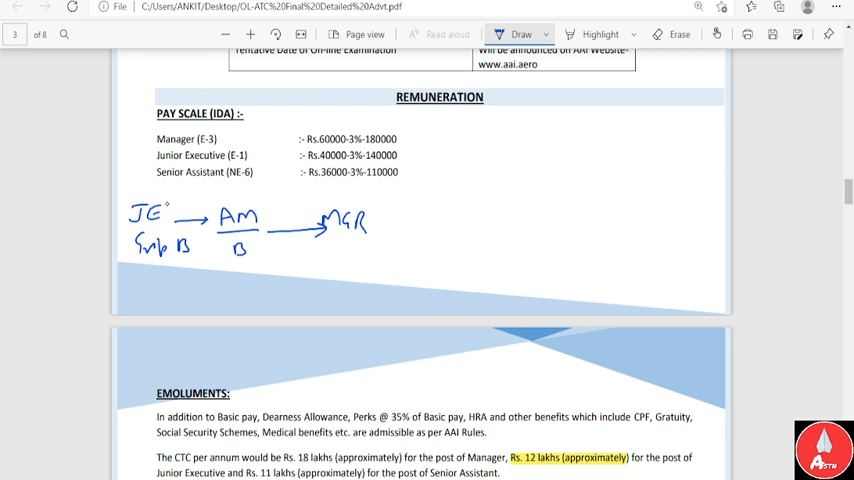 File | C:/Users/ANKIT/Desktop/OL-ATC%20Final%20Detailed%20Advt.pdf
3 of 8 Page view Read aloud Draw Highlight Erase
Tentative Date of On-line Examination
Will be announced on AAI Website-
www.aai.aero
REMUNERATION
PAY SCALE (IDA) :-
Manager (E-3) :- Rs.60000-3%-180000
Junior Executive (E-1) :- Rs.40000-3%-140000
Senior Assistant (NE-6) :- Rs.36000-3%-110000
JE → AM → MGR
Grp B B
EMOLUMENTS:
In addition to Basic pay, Dearness Allowance, Perks @ 35% of Basic pay, HRA and other benefits which include CPF, Gratuity,
Social Security Schemes, Medical benefits etc. are admissible as per AAI Rules.
The CTC per annum would be Rs. 18 lakhs (approximately) for the post of Manager, Rs. 12 lakhs (approximately) for the post of
Junior Executive and Rs. 11 lakhs (approximately) for the post of Senior Assistant.
ASTN